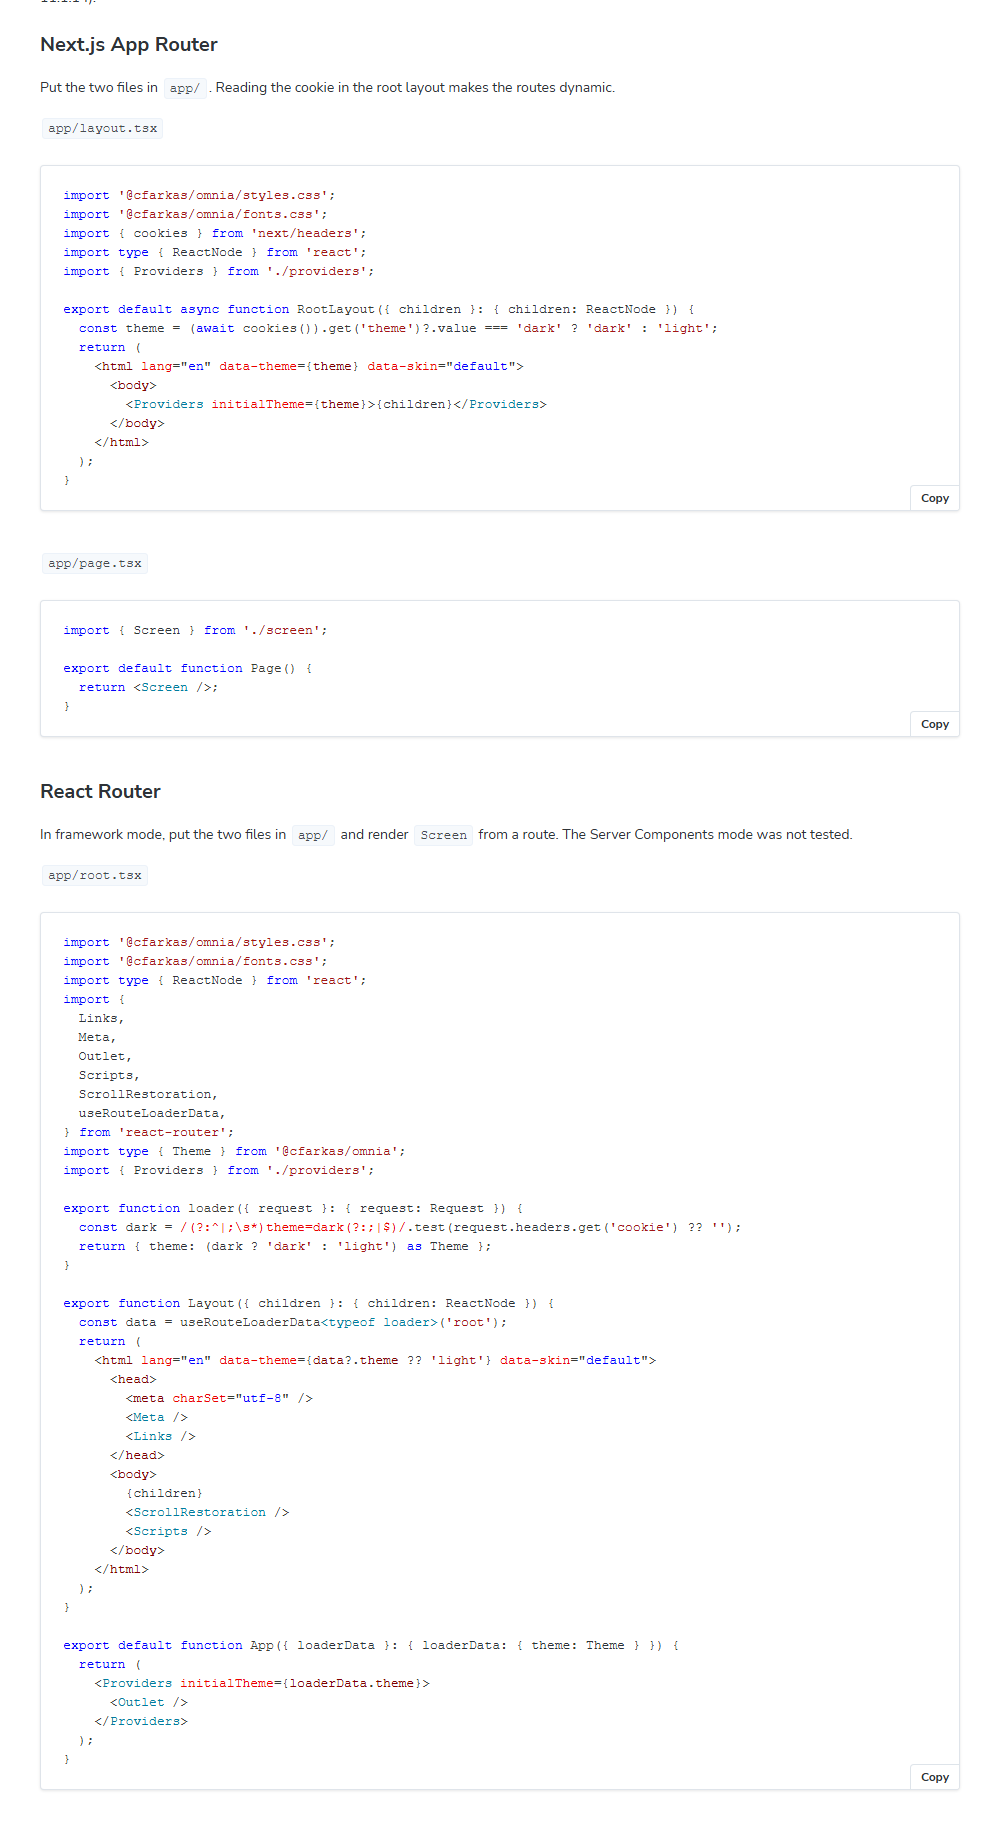 Next.js App Router
Put the two files in app/ . Reading the cookie in the root layout makes the routes dynamic.
app/layout.tsx
import '@cfarkas/omnia/styles.css';
import '@cfarkas/omnia/fonts.css';
import { cookies } from 'next/headers';
import type { ReactNode } from 'react';
import { Providers } from './providers';

export default async function RootLayout({ children }: { children: ReactNode }) {
  const theme = (await cookies()).get('theme')?.value === 'dark' ? 'dark' : 'light';
  return (
    <html lang="en" data-theme={theme} data-skin="default">
      <body>
        <Providers initialTheme={theme}>{children}</Providers>
      </body>
    </html>
  );
}
Copy
app/page.tsx
import { Screen } from './screen';

export default function Page() {
  return <Screen />;
}
Copy
React Router
In framework mode, put the two files in app/ and render Screen from a route. The Server Components mode was not tested.
app/root.tsx
import '@cfarkas/omnia/styles.css';
import '@cfarkas/omnia/fonts.css';
import type { ReactNode } from 'react';
import {
  Links,
  Meta,
  Outlet,
  Scripts,
  ScrollRestoration,
  useRouteLoaderData,
} from 'react-router';
import type { Theme } from '@cfarkas/omnia';
import { Providers } from './providers';

export function loader({ request }: { request: Request }) {
  const dark = /(?:^|;\s*)theme=dark(?:;|$)/.test(request.headers.get('cookie') ?? '');
  return { theme: (dark ? 'dark' : 'light') as Theme };
}

export function Layout({ children }: { children: ReactNode }) {
  const data = useRouteLoaderData<typeof loader>('root');
  return (
    <html lang="en" data-theme={data?.theme ?? 'light'} data-skin="default">
      <head>
        <meta charSet="utf-8" />
        <Meta />
        <Links />
      </head>
      <body>
        {children}
        <ScrollRestoration />
        <Scripts />
      </body>
    </html>
  );
}

export default function App({ loaderData }: { loaderData: { theme: Theme } }) {
  return (
    <Providers initialTheme={loaderData.theme}>
      <Outlet />
    </Providers>
  );
}
Copy